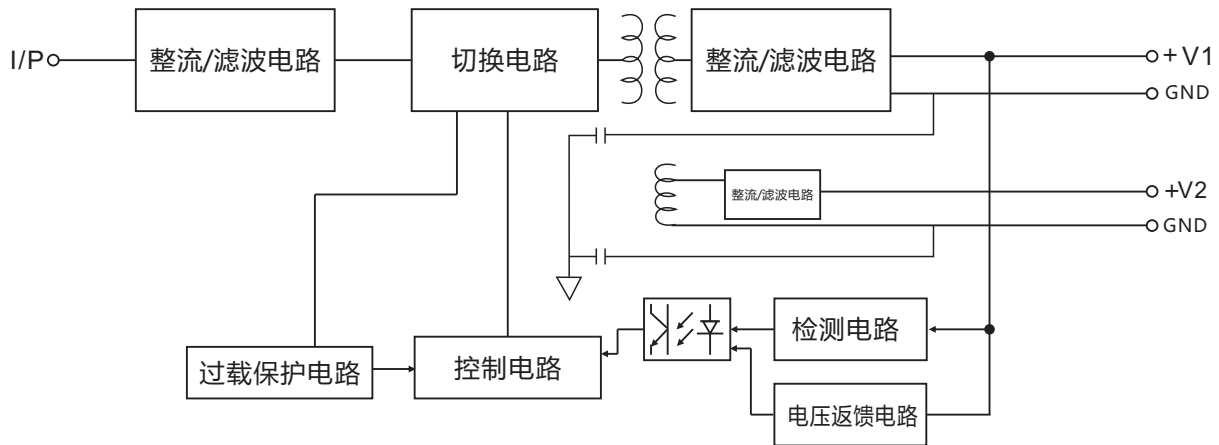 I/P
整流/滤波电路
切换电路
整流/滤波电路
+V1
GND
整流/滤波电路
+V2
GND
检测电路
过载保护电路
控制电路
电压返馈电路